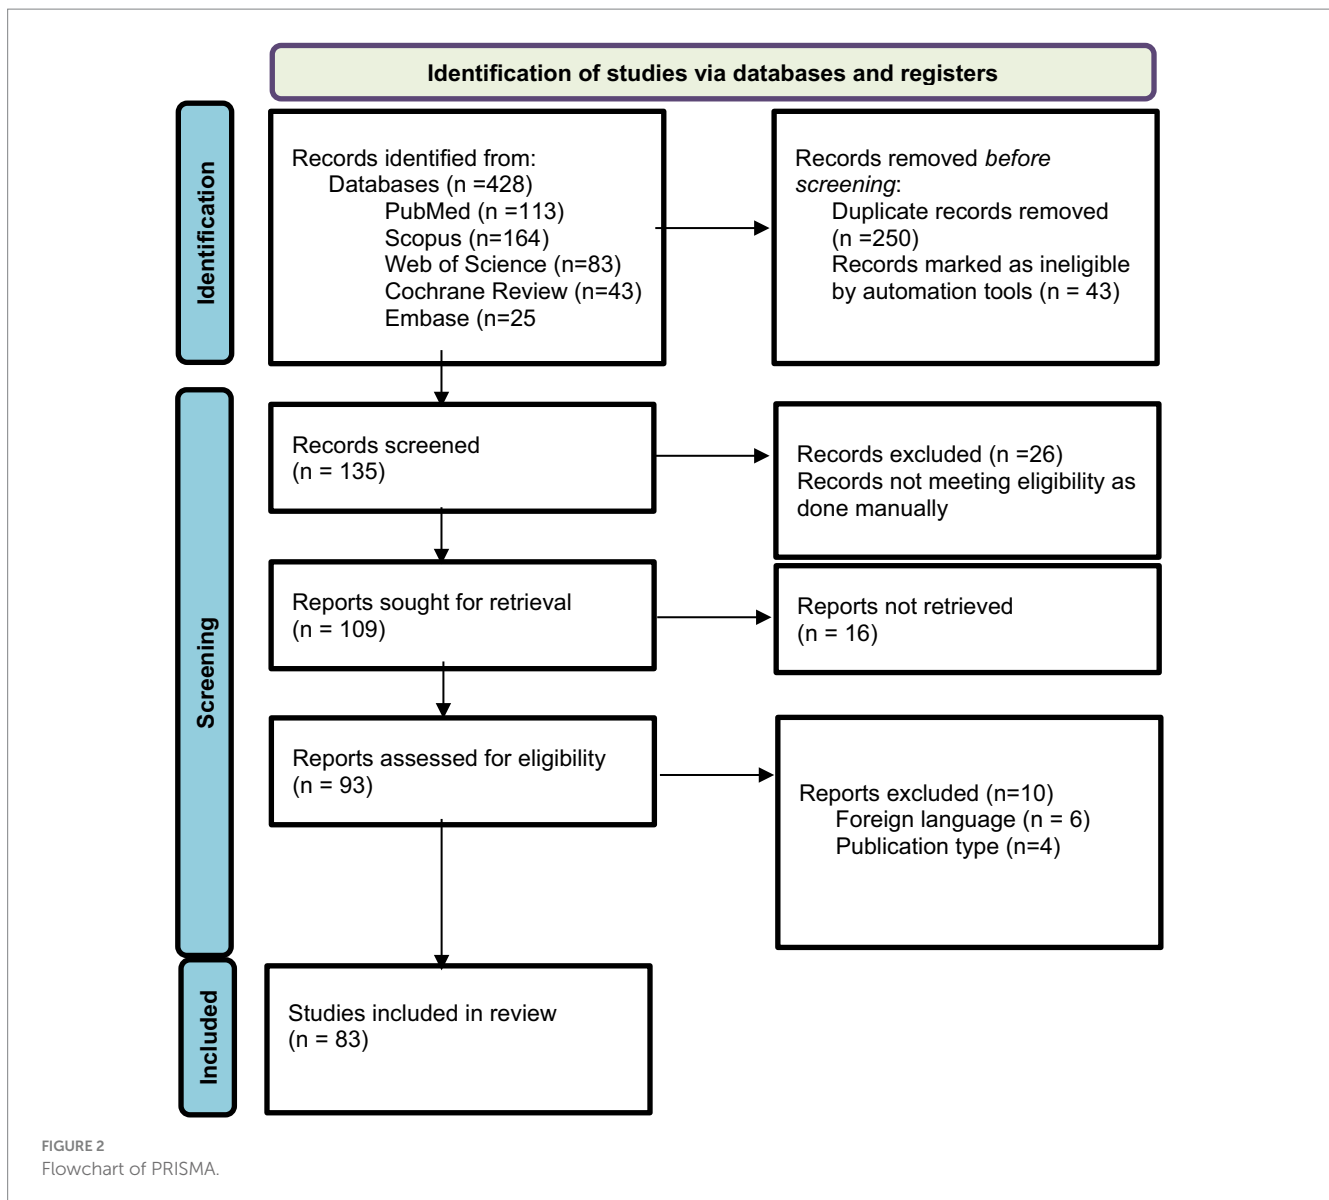 Identification of studies via databases and registers
Identification
Records identified from:
Databases (n =428)
PubMed (n =113)
Scopus (n=164)
Web of Science (n=83)
Cochrane Review (n=43)
Embase (n=25
Records removed before
screening:
Duplicate records removed
(n =250)
Records marked as ineligible
by automation tools (n = 43)
Screening
Records screened
(n = 135)
Records excluded (n =26)
Records not meeting eligibility as
done manually
Reports sought for retrieval
(n = 109)
Reports not retrieved
(n = 16)
Reports assessed for eligibility
(n = 93)
Reports excluded (n=10)
Foreign language (n = 6)
Publication type (n=4)
Included
Studies included in review
(n = 83)
FIGURE 2
Flowchart of PRISMA.